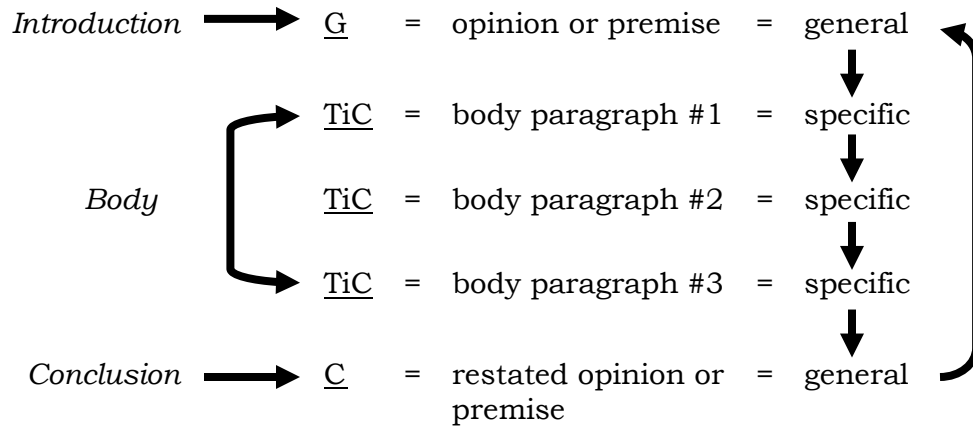 Introduction G = opinion or premise = general
TiC = body paragraph #1 = specific
Body TiC = body paragraph #2 = specific
TiC = body paragraph #3 = specific
Conclusion C = restated opinion or = general
premise